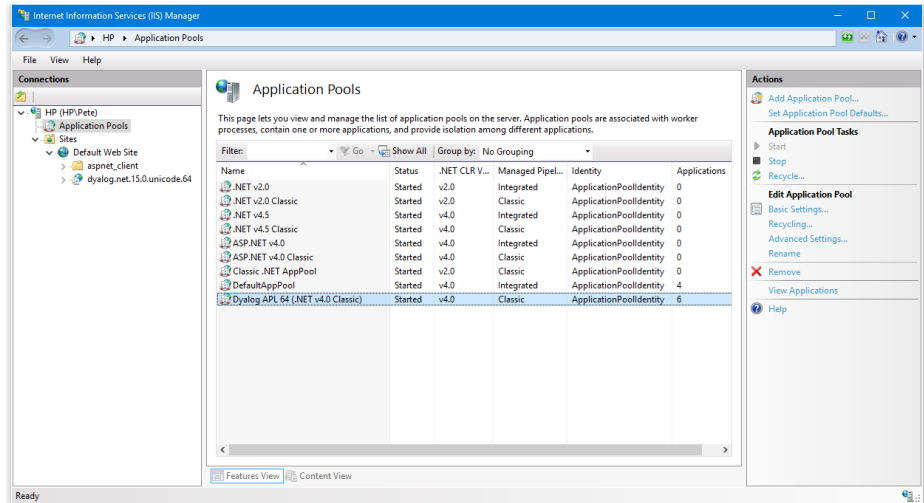 Internet Information Services (IIS) Manager
HP
Application Pools
File View Help
Connections
HP (HP\Pete)
Application Pools
Sites
Default Web Site
aspnet_client
dyalog.net.15.0.unicode.64
Application Pools
This page lets you view and manage the list of application pools on the server. Application pools are associated with worker
processes, contain one or more applications, and provide isolation among different applications.
Filter: Go Show All Group by: No Grouping
Name Status .NET CLR V... Managed Pipel... Identity Applications
.NET v2.0 Started v2.0 Integrated ApplicationPoolIdentity 0
.NET v2.0 Classic Started v2.0 Classic ApplicationPoolIdentity 0
.NET v4.5 Started v4.0 Integrated ApplicationPoolIdentity 0
.NET v4.5 Classic Started v4.0 Classic ApplicationPoolIdentity 0
ASP.NET v4.0 Started v4.0 Integrated ApplicationPoolIdentity 0
ASP.NET v4.0 Classic Started v4.0 Classic ApplicationPoolIdentity 0
Classic .NET AppPool Started v2.0 Classic ApplicationPoolIdentity 0
DefaultAppPool Started v4.0 Integrated ApplicationPoolIdentity 4
Dyalog APL 64 (.NET v4.0 Classic) Started v4.0 Classic ApplicationPoolIdentity 6
Features View Content View
Actions
Add Application Pool...
Set Application Pool Defaults...
Application Pool Tasks
Start
Stop
Recycle...
Edit Application Pool
Basic Settings...
Recycling...
Advanced Settings...
Rename
Remove
View Applications
Help
Ready